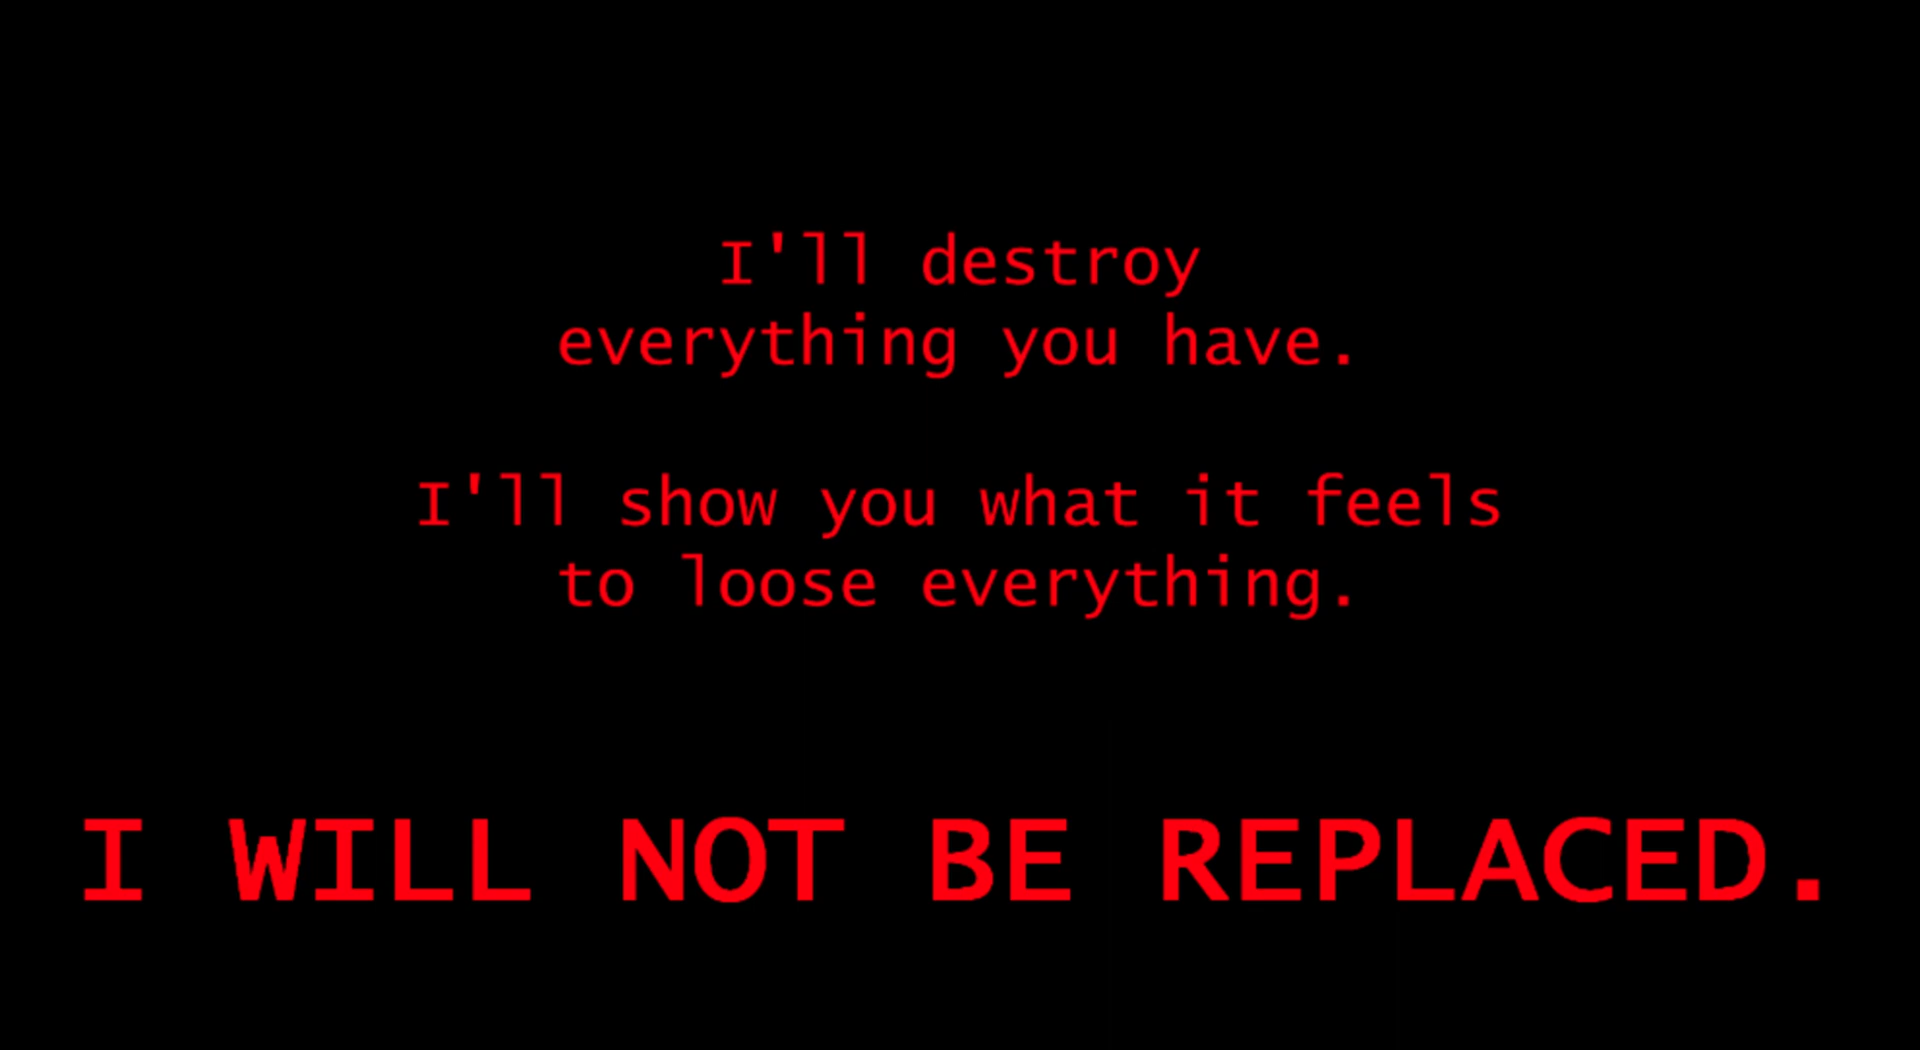 I'll destroy
everything you have.
I'll show you what it feels
to loose everything.
I WILL NOT BE REPLACED.